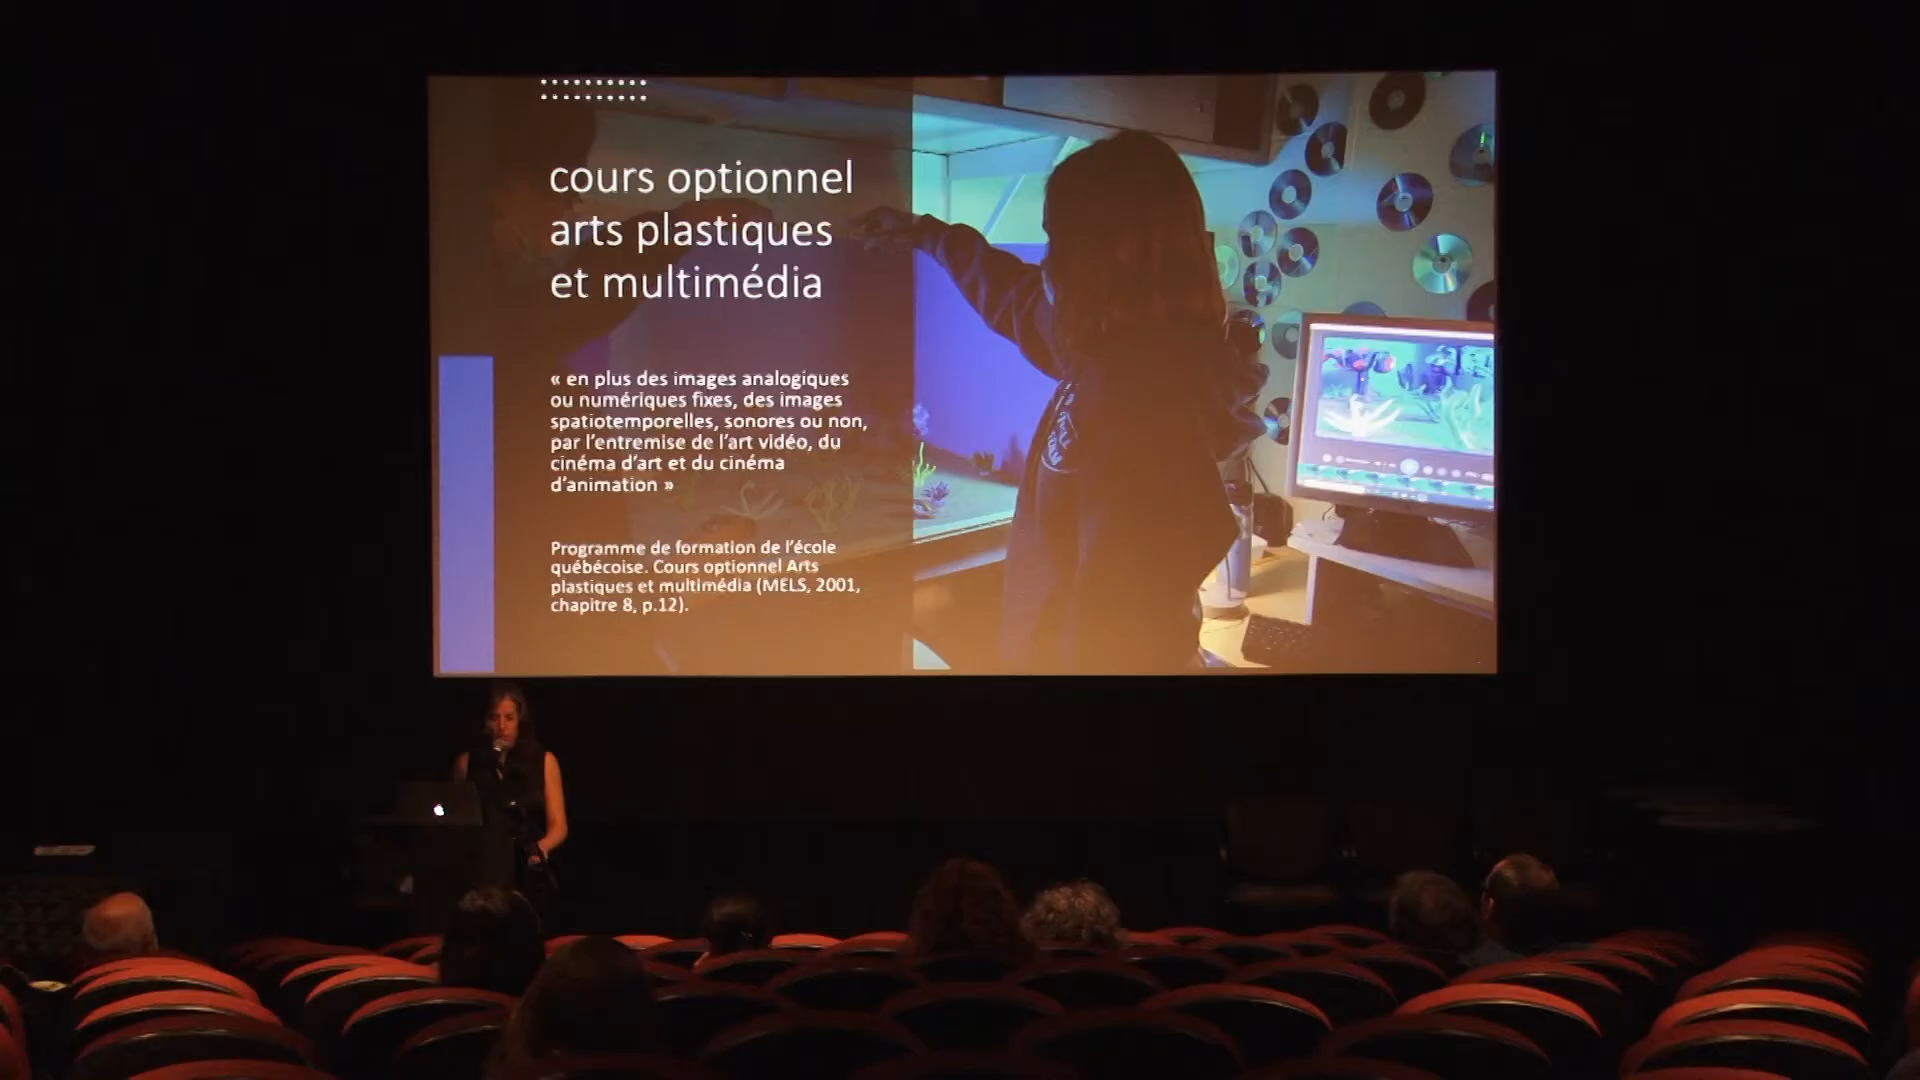 cours optionnel
arts plastiques
et multimédia
« en plus des images analogiques
ou numériques fixes, des images
spatiotemporelles, sonores ou non,
par l'entremise de l'art vidéo, du
cinéma d'art et du cinéma
d'animation »
Programme de formation de l'école
québécoise. Cours optionnel Arts
plastiques et multimédia (MELS, 2001,
chapitre 8, p.12).